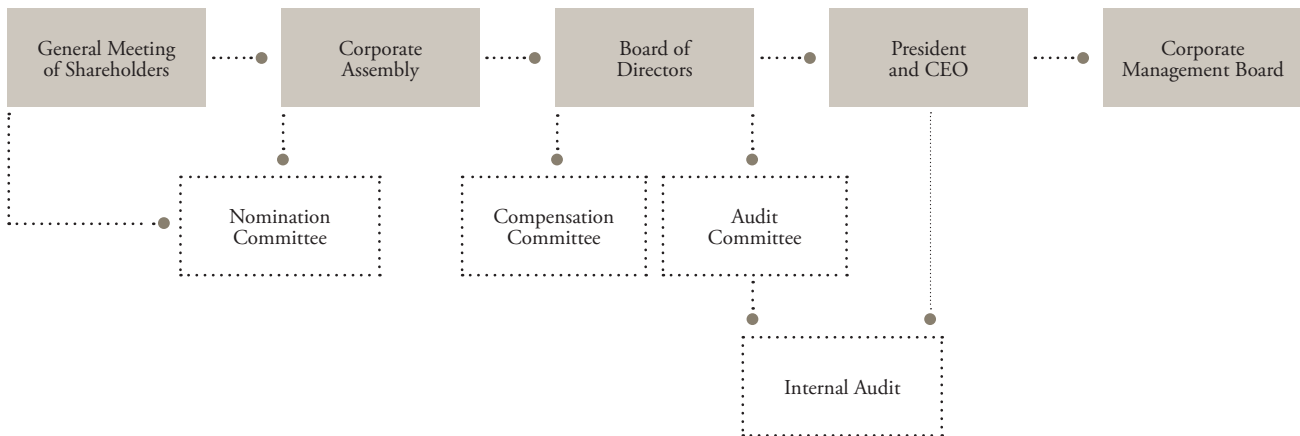 General Meeting
of Shareholders
Corporate
Assembly
Board of
Directors
President
and CEO
Corporate
Management Board
Nomination
Committee
Compensation
Committee
Audit
Committee
Internal Audit